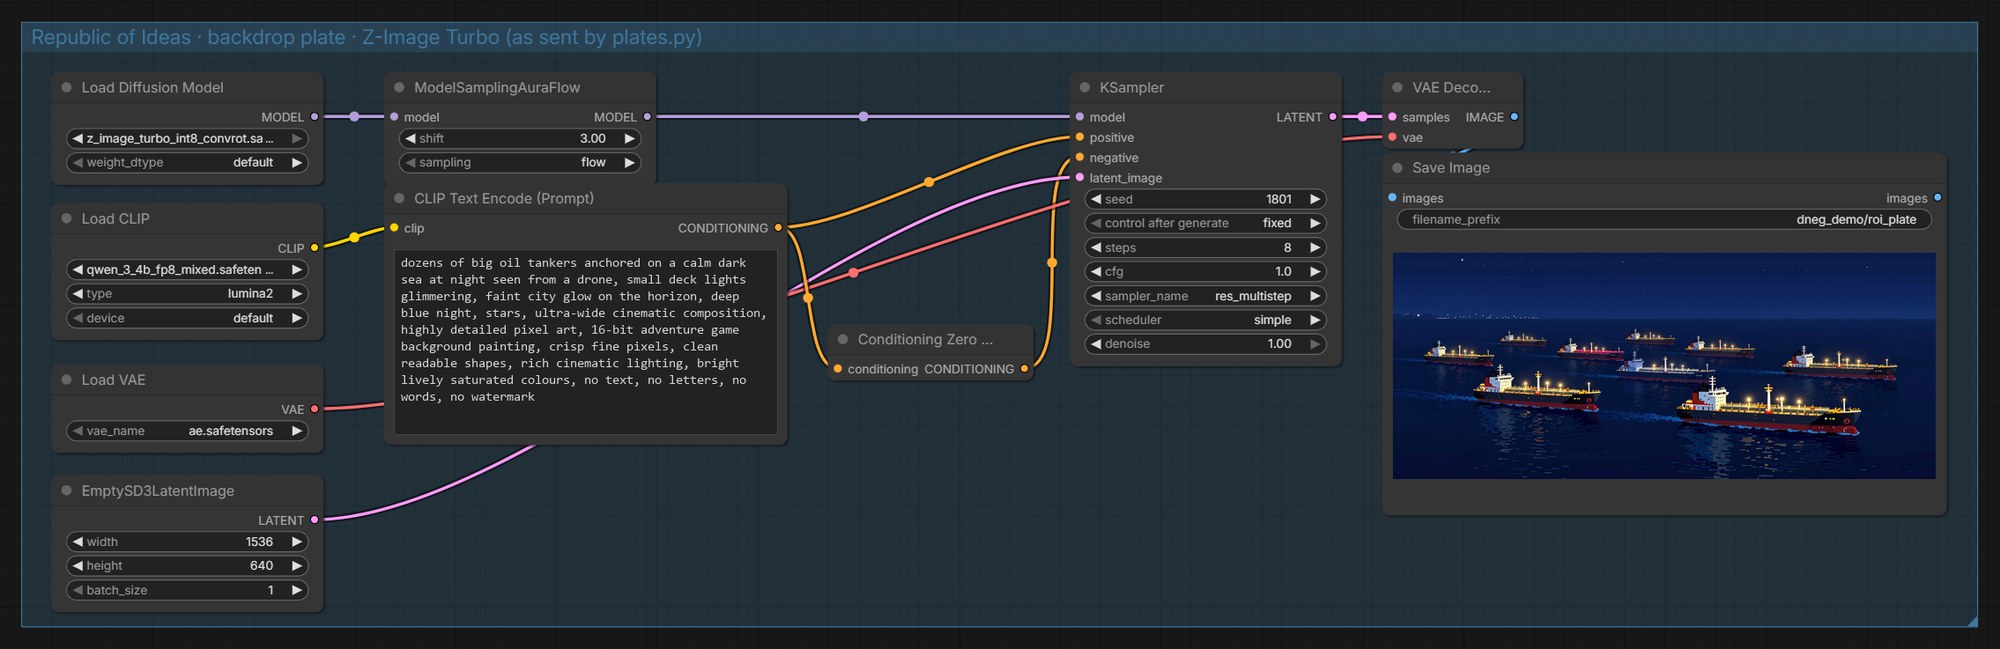 Republic of Ideas · backdrop plate · Z-Image Turbo (as sent by plates.py)
Load Diffusion Model
MODEL
z_image_turbo_int8_convrot.sa...
weight_dtype default
Load CLIP
CLIP
qwen_3_4b_fp8_mixed.safeten ...
type lumina2
device default
Load VAE
VAE
vae_name ae.safetensors
EmptySD3LatentImage
LATENT
width 1536
height 640
batch_size 1
ModelSamplingAuraFlow
model MODEL
shift 3.00
sampling flow
CLIP Text Encode (Prompt)
clip CONDITIONING
dozens of big oil tankers anchored on a calm dark
sea at night seen from a drone, small deck lights
glimmering, faint city glow on the horizon, deep
blue night, stars, ultra-wide cinematic composition,
highly detailed pixel art, 16-bit adventure game
background painting, crisp fine pixels, clean
readable shapes, rich cinematic lighting, bright
lively saturated colours, no text, no letters, no
words, no watermark
Conditioning Zero ...
conditioning CONDITIONING
KSampler
model LATENT
positive
negative
latent_image
seed 1801
control after generate fixed
steps 8
cfg 1.0
sampler_name res_multistep
scheduler simple
denoise 1.00
VAE Deco...
samples IMAGE
vae
Save Image
images images
filename_prefix dneg_demo/roi_plate